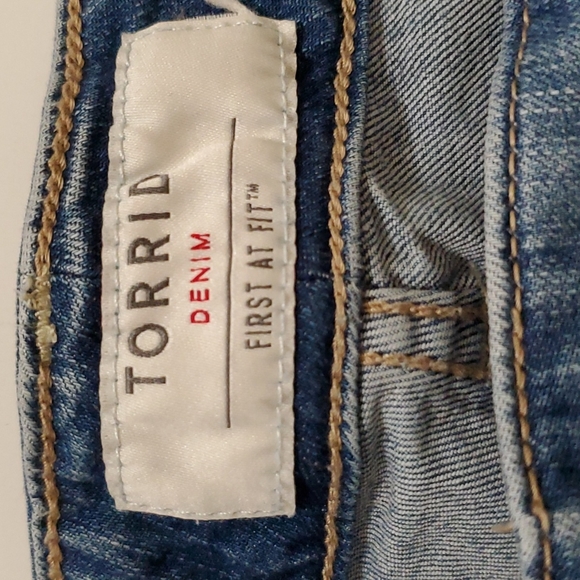 TORRID
DENIM
FIRST AT FIT™